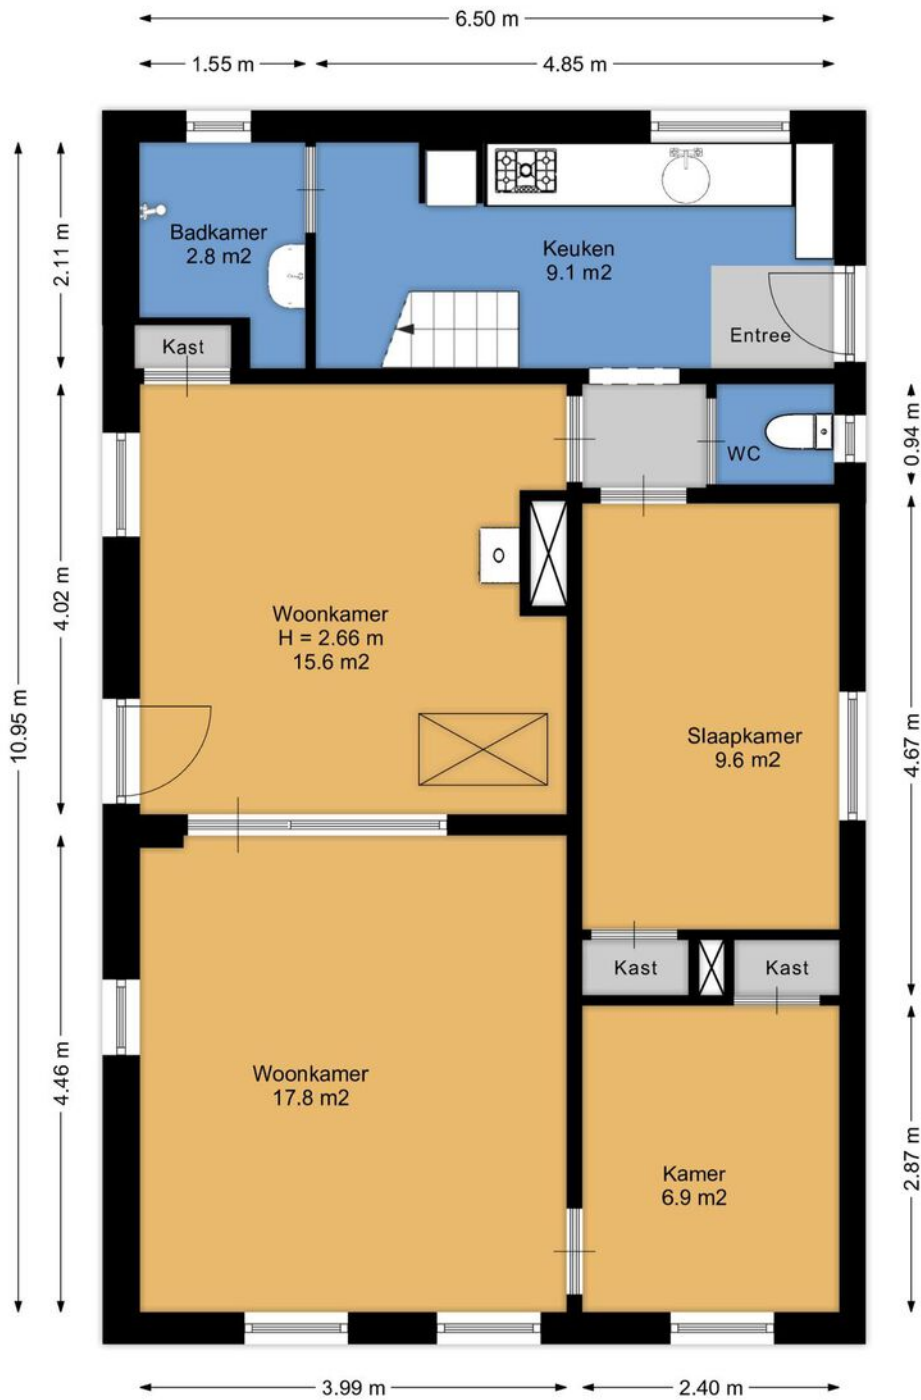 6.50 m
1.55 m
4.85 m
2.11 m
Badkamer
2.8 m2
Keuken
9.1 m2
Kast
Entree
WC
0.94 m
4.02 m
Woonkamer
H = 2.66 m
15.6 m2
10.95 m
Slaapkamer
9.6 m2
4.67 m
Kast
Kast
4.46 m
Woonkamer
17.8 m2
Kamer
6.9 m2
2.87 m
3.99 m
2.40 m